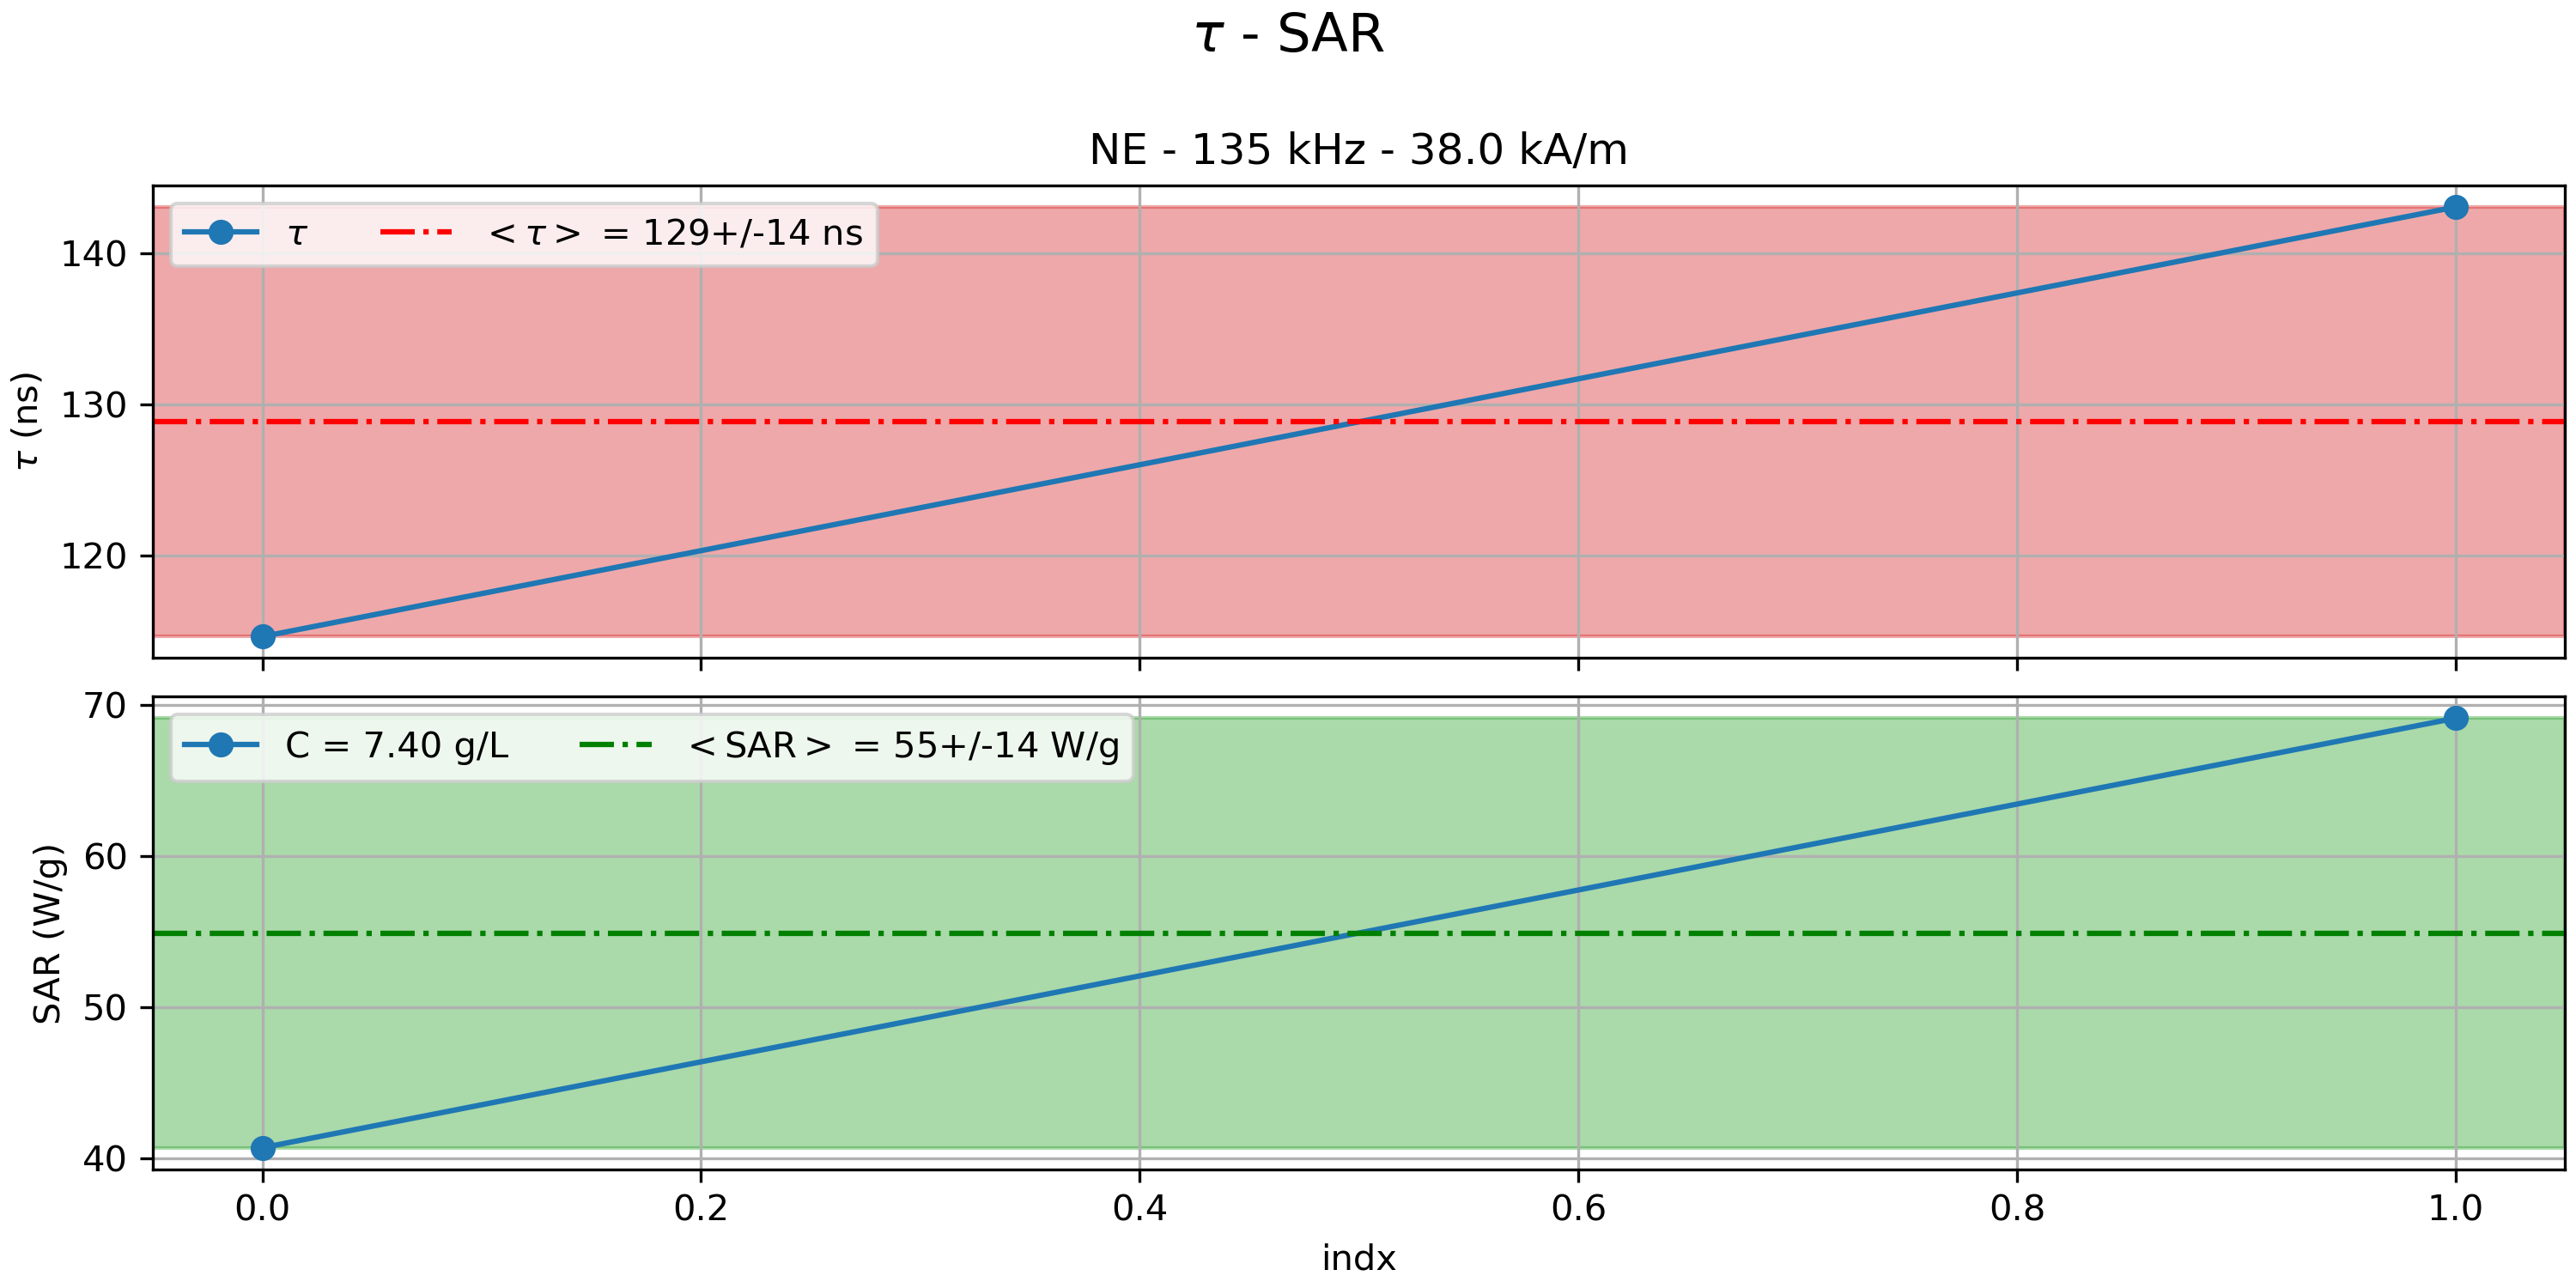 τ - SAR
NE - 135 kHz - 38.0 kA/m
τ
<τ> = 129+/-14 ns
140
130
120
τ (ns)
C = 7.40 g/L
<SAR> = 55+/-14 W/g
70
60
50
40
SAR (W/g)
0.0 0.2 0.4 0.6 0.8 1.0
indx